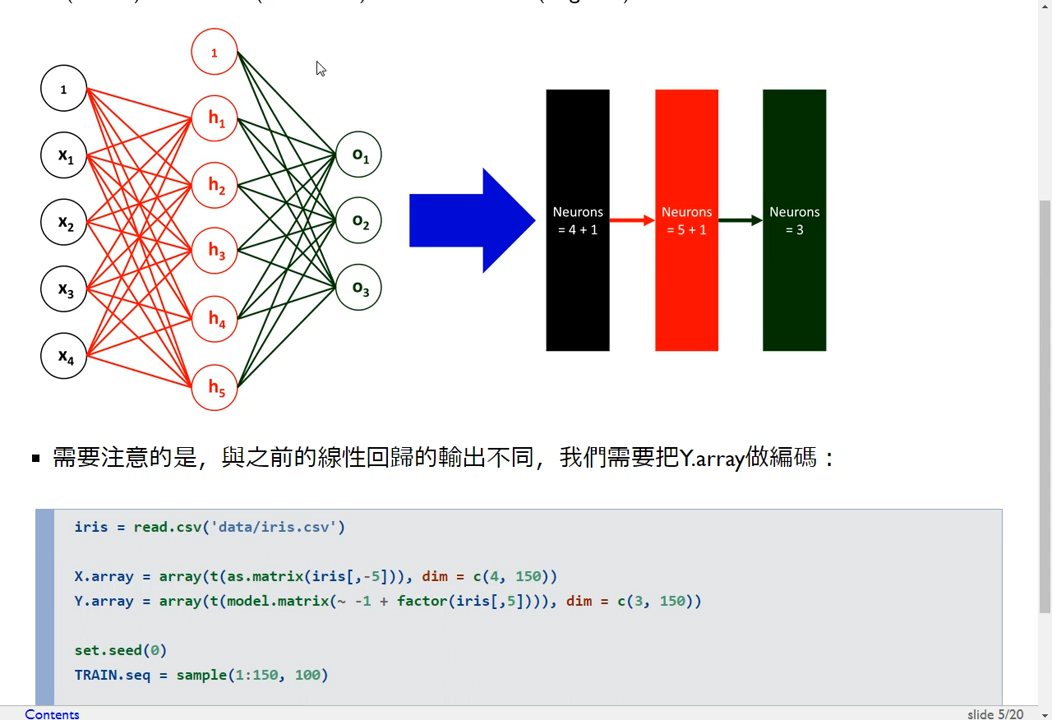 1
1
x1
x2
x3
x4
h1
h2
h3
h4
h5
o1
o2
o3
Neurons
= 4 + 1
Neurons
= 5 + 1
Neurons
= 3
需要注意的是，與之前的線性回歸的輸出不同，我們需要把Y.array做編碼：
iris = read.csv('data/iris.csv')
X.array = array(t(as.matrix(iris[,-5])), dim = c(4, 150))
Y.array = array(t(model.matrix(~ -1 + factor(iris[,5]))), dim = c(3, 150))
set.seed(0)
TRAIN.seq = sample(1:150, 100)
Contents
slide 5/20